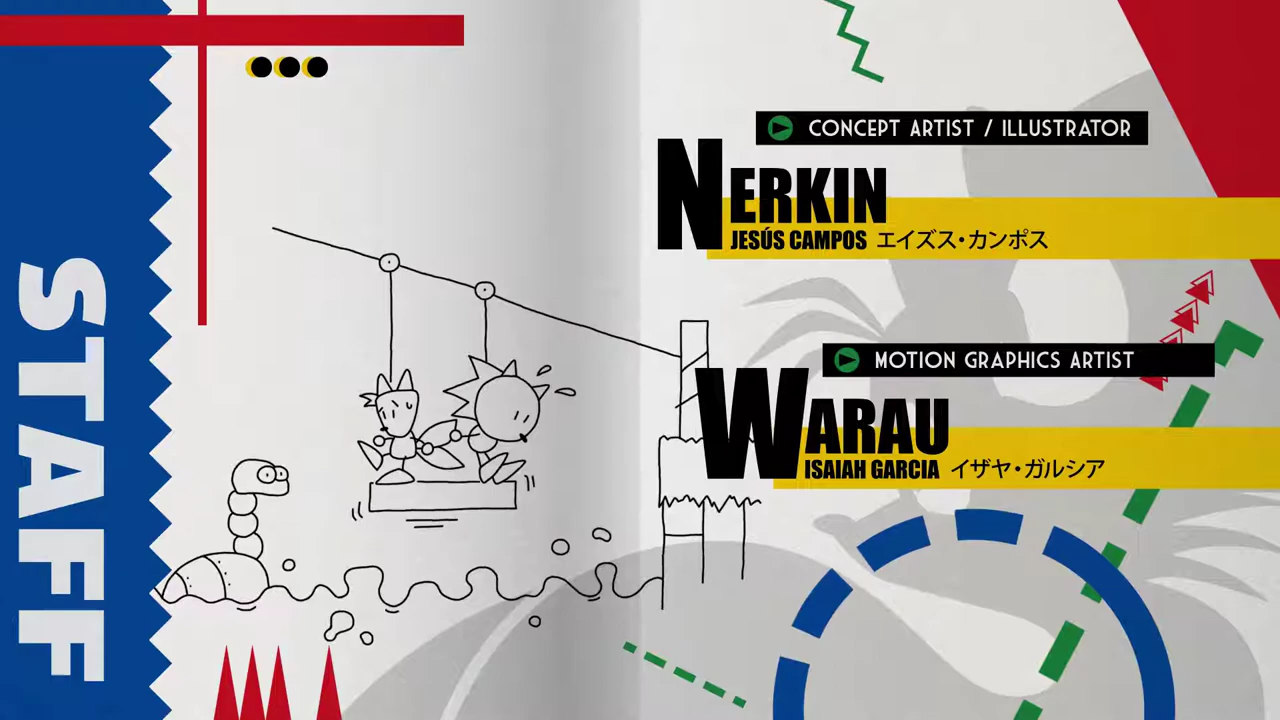 STAFF
CONCEPT ARTIST / ILLUSTRATOR
NERKIN
JESÚS CAMPOS エイズス・カンポス
MOTION GRAPHICS ARTIST
WARAU
ISAIAH GARCIA イザヤ・ガルシア